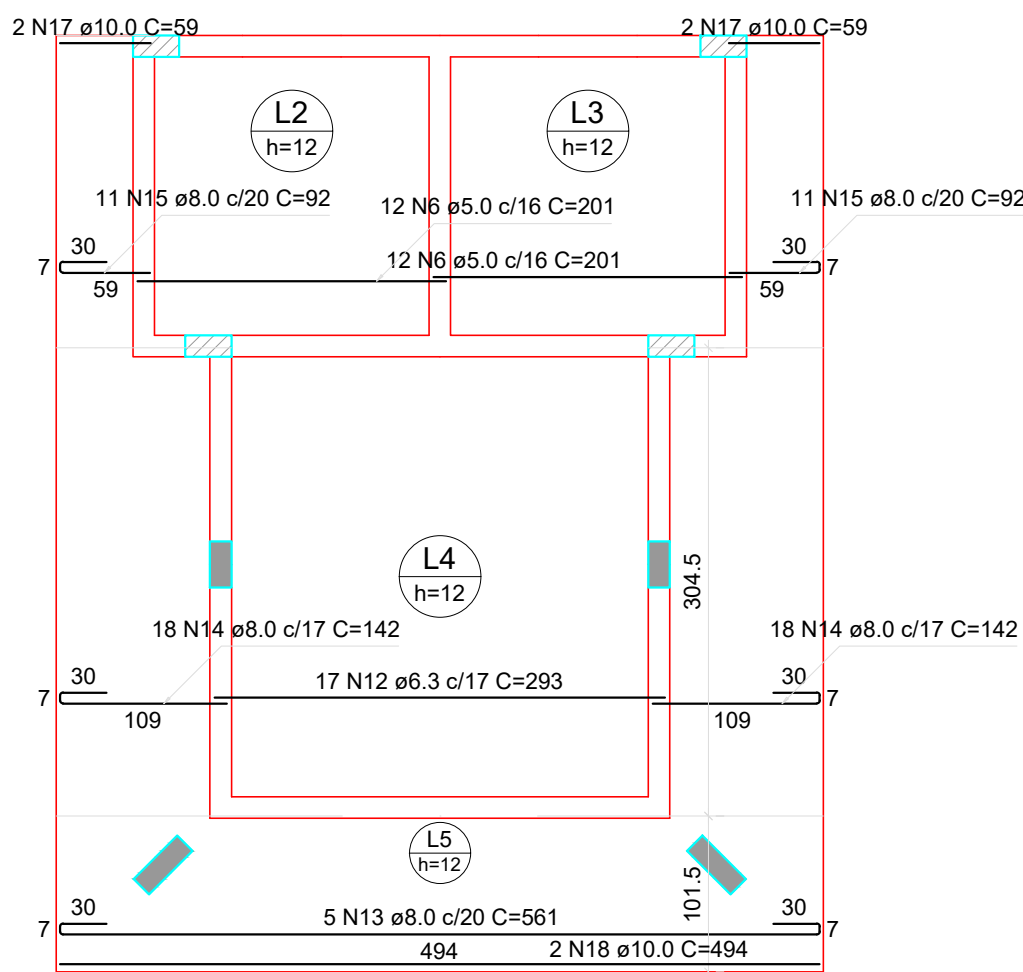 2 N17 ø10.0 C=59
2 N17 ø10.0 C=59
L2
h=12
L3
h=12
11 N15 ø8.0 c/20 C=92
12 N6 ø5.0 c/16 C=201
11 N15 ø8.0 c/20 C=92
30
7
59
12 N6 ø5.0 c/16 C=201
30
7
59
L4
h=12
304.5
18 N14 ø8.0 c/17 C=142
18 N14 ø8.0 c/17 C=142
30
7
109
17 N12 ø6.3 c/17 C=293
30
7
109
L5
h=12
101.5
30
7
5 N13 ø8.0 c/20 C=561
30
7
494
2 N18 ø10.0 C=494